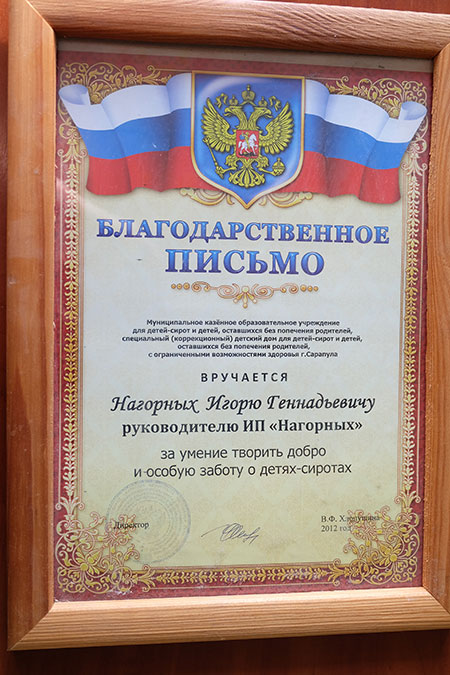 БЛАГОДАРСТВЕННОЕ
ПИСЬМО
Муниципальное казённое образовательное учреждение
для детей-сирот и детей, оставшихся без попечения родителей,
специальный (коррекционный) детский дом для детей-сирот и детей,
оставшихся без попечения родителей,
с ограниченными возможностями здоровья г.Сарапула
ВРУЧАЕТСЯ
Нагорных Игорю Геннадьевичу
руководителю ИП «Нагорных»
за умение творить добро
и особую заботу о детях-сиротах
Директор
В.Ф.
2012 год